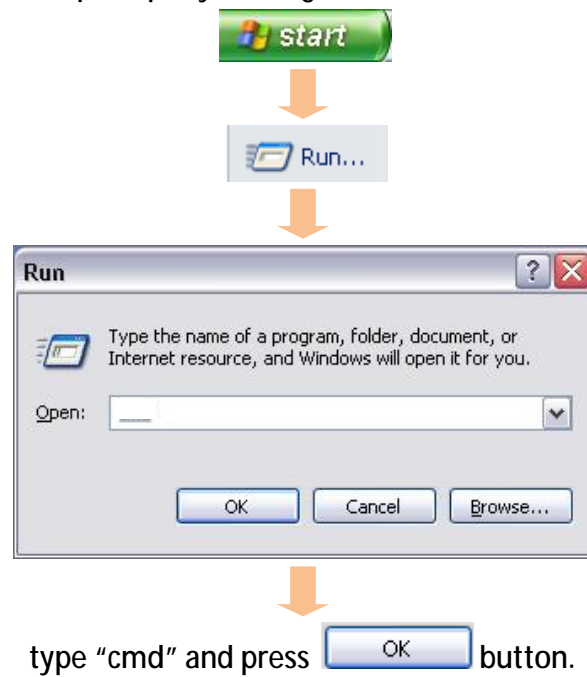 start
Run...
Run
Type the name of a program, folder, document, or
Internet resource, and Windows will open it for you.
Open:
OK Cancel Browse...
type "cmd" and press OK button.